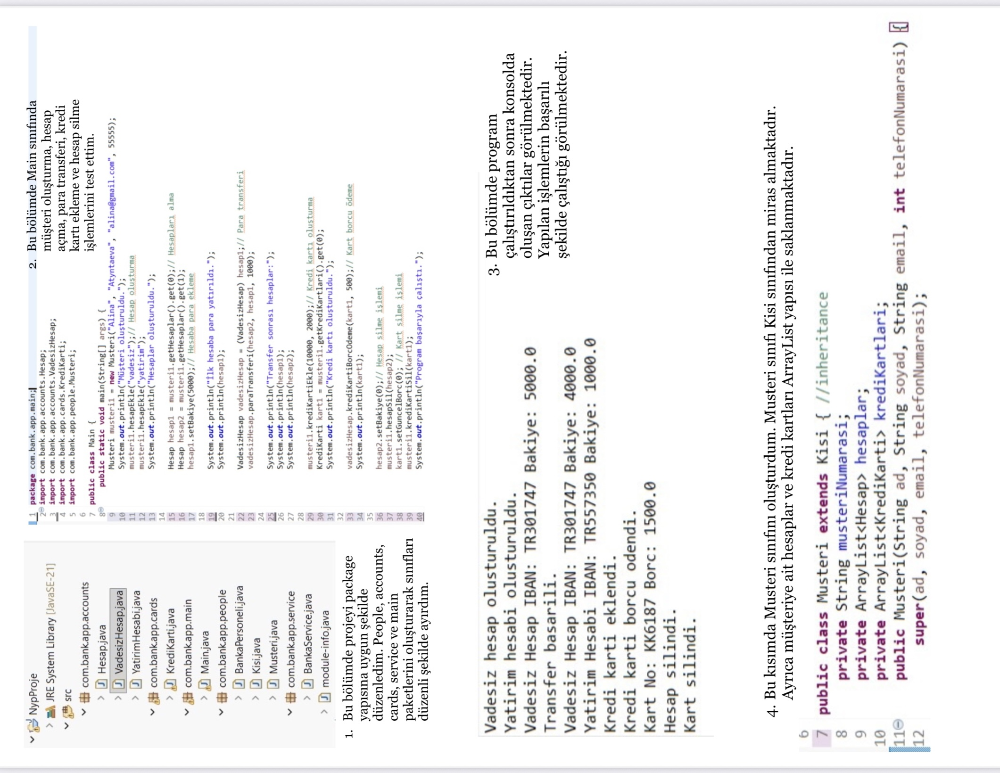 NypProje
JRE System Library [JavaSE-21]
src
com.bank.app.accounts
Hesap.java
VadesizHesap.java
YatirimHesabi.java
com.bank.app.cards
KrediKarti.java
com.bank.app.main
Main.java
com.bank.app.people
BankaPersoneli.java
Kisi.java
Musteri.java
com.bank.app.service
BankaService.java
module-info.java
1. Bu bölümde projeyi package
yapısına uygun şekilde
düzenledim. People, accounts,
cards, service ve main
paketlerini oluşturarak sınıfları
düzenli şekilde ayırdım.
1 package com.bank.app.main;
2 import com.bank.app.accounts.Hesap;
3 import com.bank.app.accounts.VadesizHesap;
4 import com.bank.app.cards.KrediKarti;
5 import com.bank.app.people.Musteri;
6
7 public class Main {
8 public static void main(String[] args) {
9 Musteri musteri1 = new Musteri("Alina", "Atyntaeva", "alina@gmail.com", 55555);
10 System.out.println("Müşteri oluşturuldu.");
11 musteri1.hesapEkle("vadesiz");// Hesap oluşturma
12 musteri1.hesapEkle("yatirim");
13 System.out.println("Hesaplar oluşturuldu.");
14
15 Hesap hesap1 = musteri1.getHesaplar().get(0);// Hesapları alma
16 Hesap hesap2 = musteri1.getHesaplar().get(1);
17 hesap1.setBakiye(5000);// Hesaba para ekleme
18
19 System.out.println("İlk hesaba para yatırıldı.");
20 System.out.println(hesap1);
21
22 VadesizHesap vadesizHesap = (VadesizHesap) hesap1;// Para transferi
23 vadesizHesap.paraTransferi(hesap2, hesap1, 1000);
24
25 System.out.println("Transfer sonrası hesaplar:");
26 System.out.println(hesap1);
27 System.out.println(hesap2);
28
29 musteri1.krediKartiEkle(10000, 2000);// Kredi kartı oluşturma
30 KrediKarti kart1 = musteri1.getKrediKartlari().get(0);
31 System.out.println("Kredi kartı oluşturuldu.");
32
33 vadesizHesap.krediKartiBorcOdeme(kart1, 500);// Kart borcu ödeme
34 System.out.println(kart1);
35
36 hesap2.setBakiye(0);// Hesap silme işlemi
37 musteri1.hesapSil(hesap2);
38 kart1.setGuncelBorc(0); // Kart silme işlemi
39 musteri1.krediKartiSil(kart1);
40 System.out.println("Program başarıyla çalıştı.");
2. Bu bölümde Main sınıfında
müşteri oluşturma, hesap
açma, para transferi, kredi
kartı ekleme ve hesap silme
işlemlerini test ettim.
Vadesiz hesap olusturuldu.
Yatirim hesabi olusturuldu.
Vadesiz Hesap IBAN: TR301747 Bakiye: 5000.0
Transfer basarili.
Vadesiz Hesap IBAN: TR301747 Bakiye: 4000.0
Yatirim Hesabi IBAN: TR557350 Bakiye: 1000.0
Kredi karti eklendi.
Kredi karti borcu odendi.
Kart No: KK6187 Borc: 1500.0
Hesap silindi.
Kart silindi.
3. Bu bölümde program
çalıştırıldıktan sonra konsolda
oluşan çıktılar görülmektedir.
Yapılan işlemlerin başarılı
şekilde çalıştığı görülmektedir.
4. Bu kısımda Musteri sınıfını oluşturdum. Musteri sınıfı Kisi sınıfından miras almaktadır.
Ayrıca müşteriye ait hesaplar ve kredi kartları ArrayList yapısı ile saklanmaktadır.
6
7 public class Musteri extends Kisi { //inheritance
8 private String musteriNumarasi;
9 private ArrayList<Hesap> hesaplar;
10 private ArrayList<KrediKarti> krediKartlari;
11 public Musteri(String ad, String soyad, String email, int telefonNumarasi) {
12 super(ad, soyad, email, telefonNumarasi);